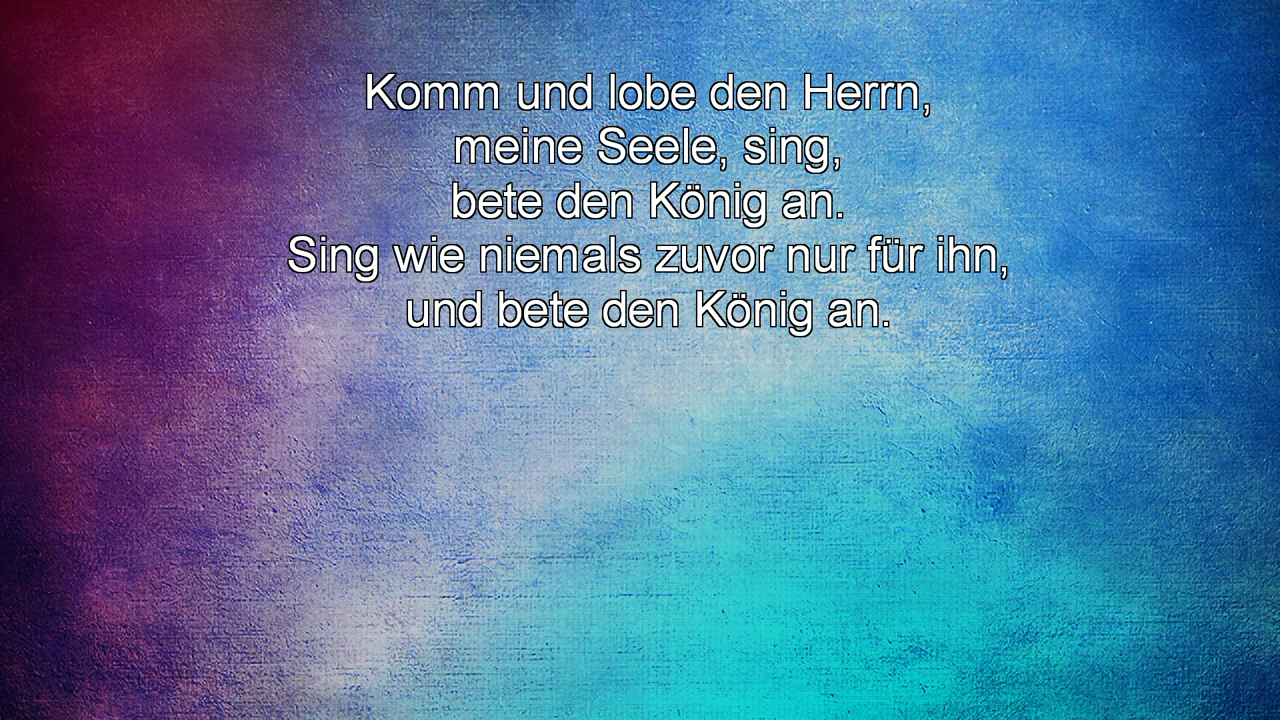 Komm und lobe den Herrn,
meine Seele, sing,
bete den König an.
Sing wie niemals zuvor nur für ihn,
und bete den König an.